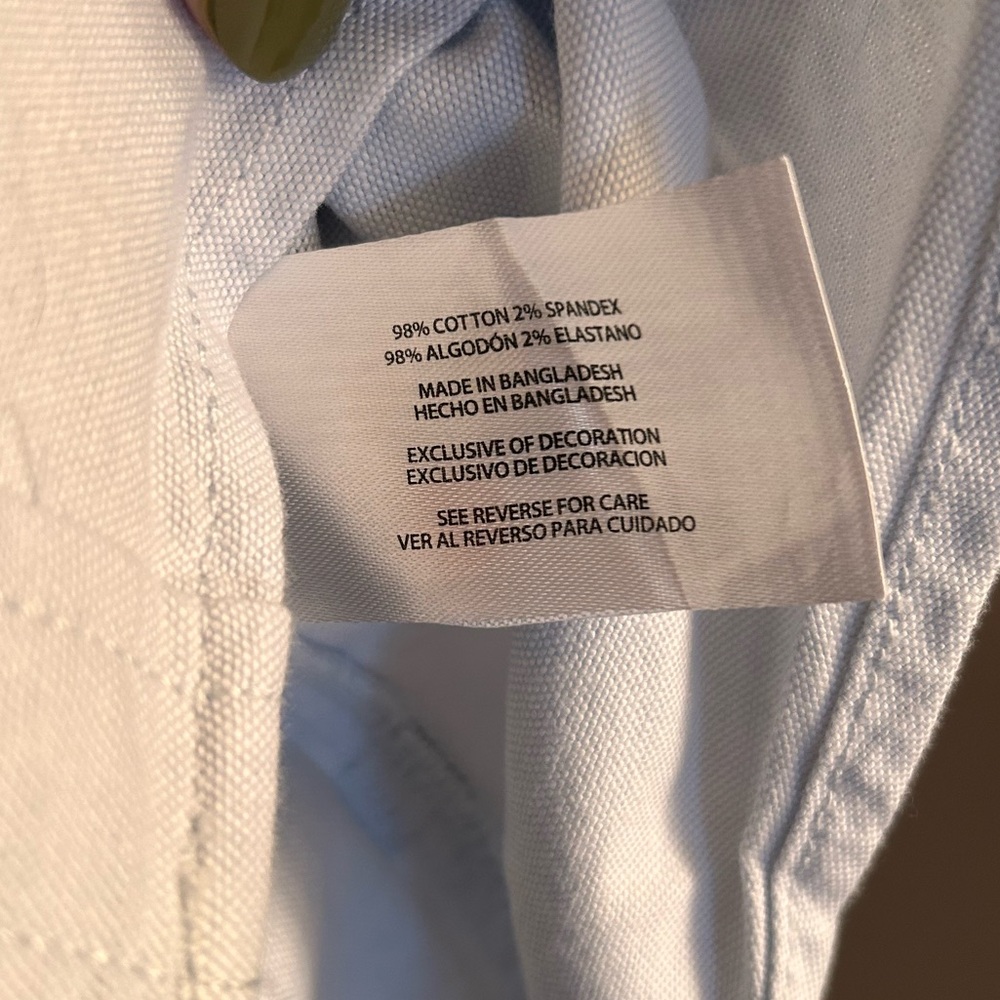 98% COTTON 2% SPANDEX
98% ALGODÓN 2% ELASTANO
MADE IN BANGLADESH
HECHO EN BANGLADESH
EXCLUSIVE OF DECORATION
EXCLUSIVO DE DECORACION
SEE REVERSE FOR CARE
VER AL REVERSO PARA CUIDADO